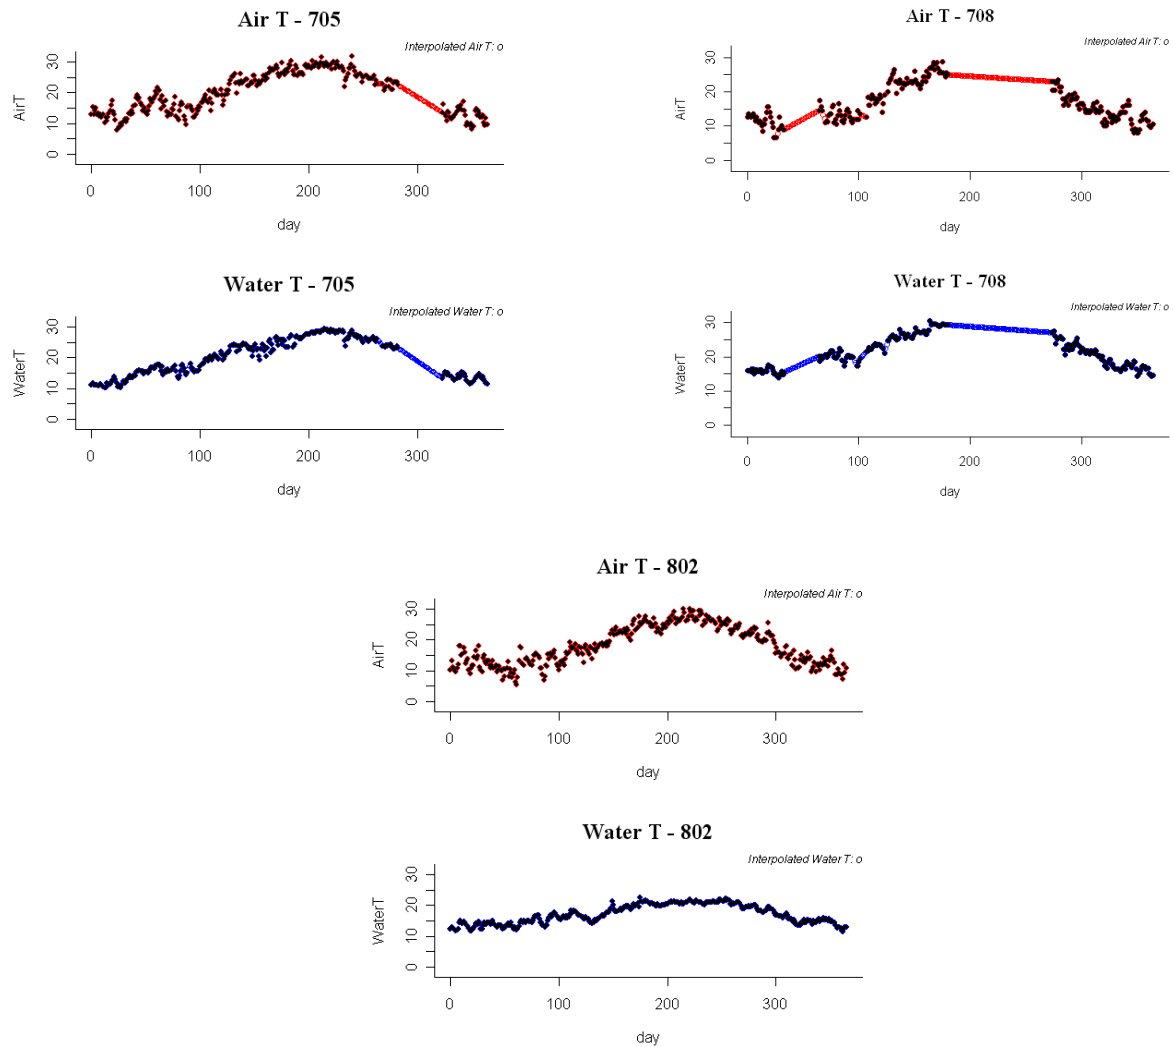 Air T - 705
Interpolated Air T: o
AirT
30
20
10
0
0 100 200 300
day
Air T - 708
Interpolated Air T: o
AirT
30
20
10
0
0 100 200 300
day
Water T - 705
Interpolated Water T: o
WaterT
30
20
10
0
0 100 200 300
day
Water T - 708
Interpolated Water T: o
WaterT
30
20
10
0
0 100 200 300
day
Air T - 802
Interpolated Air T: o
AirT
30
20
10
0
0 100 200 300
day
Water T - 802
Interpolated Water T: o
WaterT
30
20
10
0
0 100 200 300
day